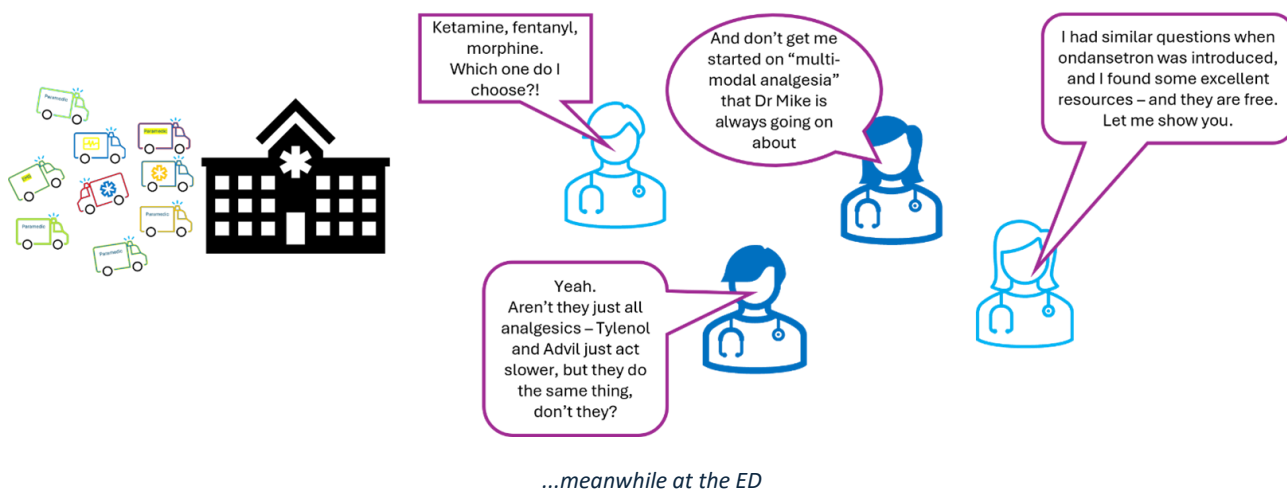 Ketamine, fentanyl,
morphine.
Which one do I
choose?!
And don’t get me
started on “multi-
modal analgesia”
that Dr Mike is
always going on
about
I had similar questions when
ondansetron was introduced,
and I found some excellent
resources – and they are free.
Let me show you.
Paramedic
Paramedic
Paramedic
Paramedic
Paramedic
Yeah.
Aren’t they just all
analgesics – Tylenol
and Advil just act
slower, but they do
the same thing,
don’t they?
...meanwhile at the ED